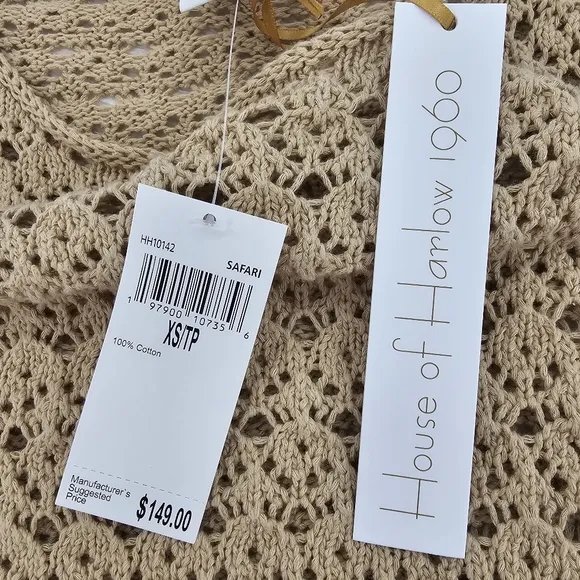 HH10142
SAFARI
1 97900 10735 6
XS/TP
100% Cotton
Manufacturer's
Suggested
Price
$149.00
House of Harlow 1960